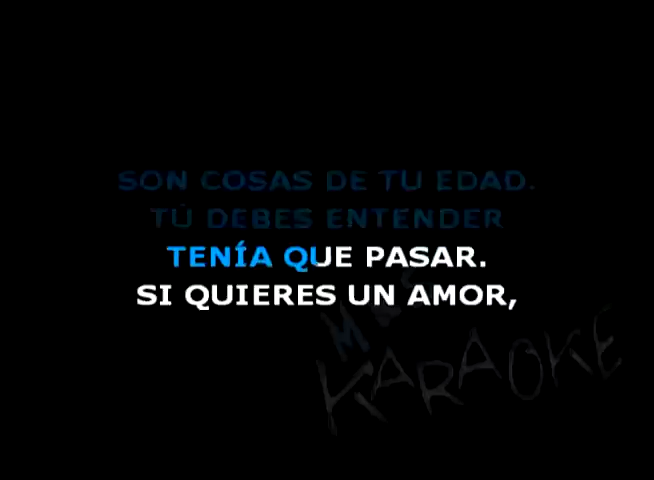 SON COSAS DE TU EDAD.
TÚ DEBES ENTENDER
TENÍA QUE PASAR.
SI QUIERES UN AMOR,
KARAOKE